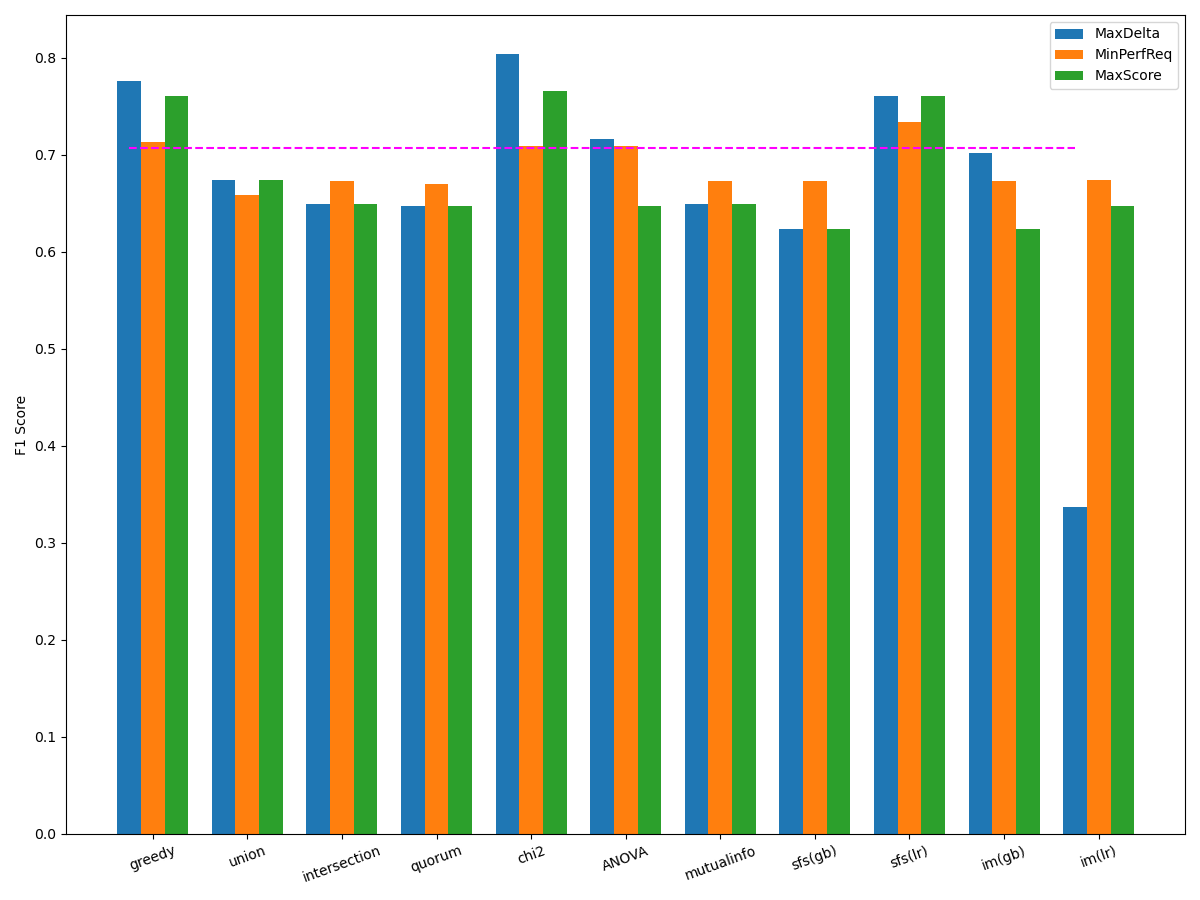 MaxDelta
MinPerfReq
MaxScore
F1 Score
0.8
0.7
0.6
0.5
0.4
0.3
0.2
0.1
0.0
greedy
union
intersection
quorum
chi2
ANOVA
mutualinfo
sfs(gb)
sfs(lr)
im(gb)
im(lr)